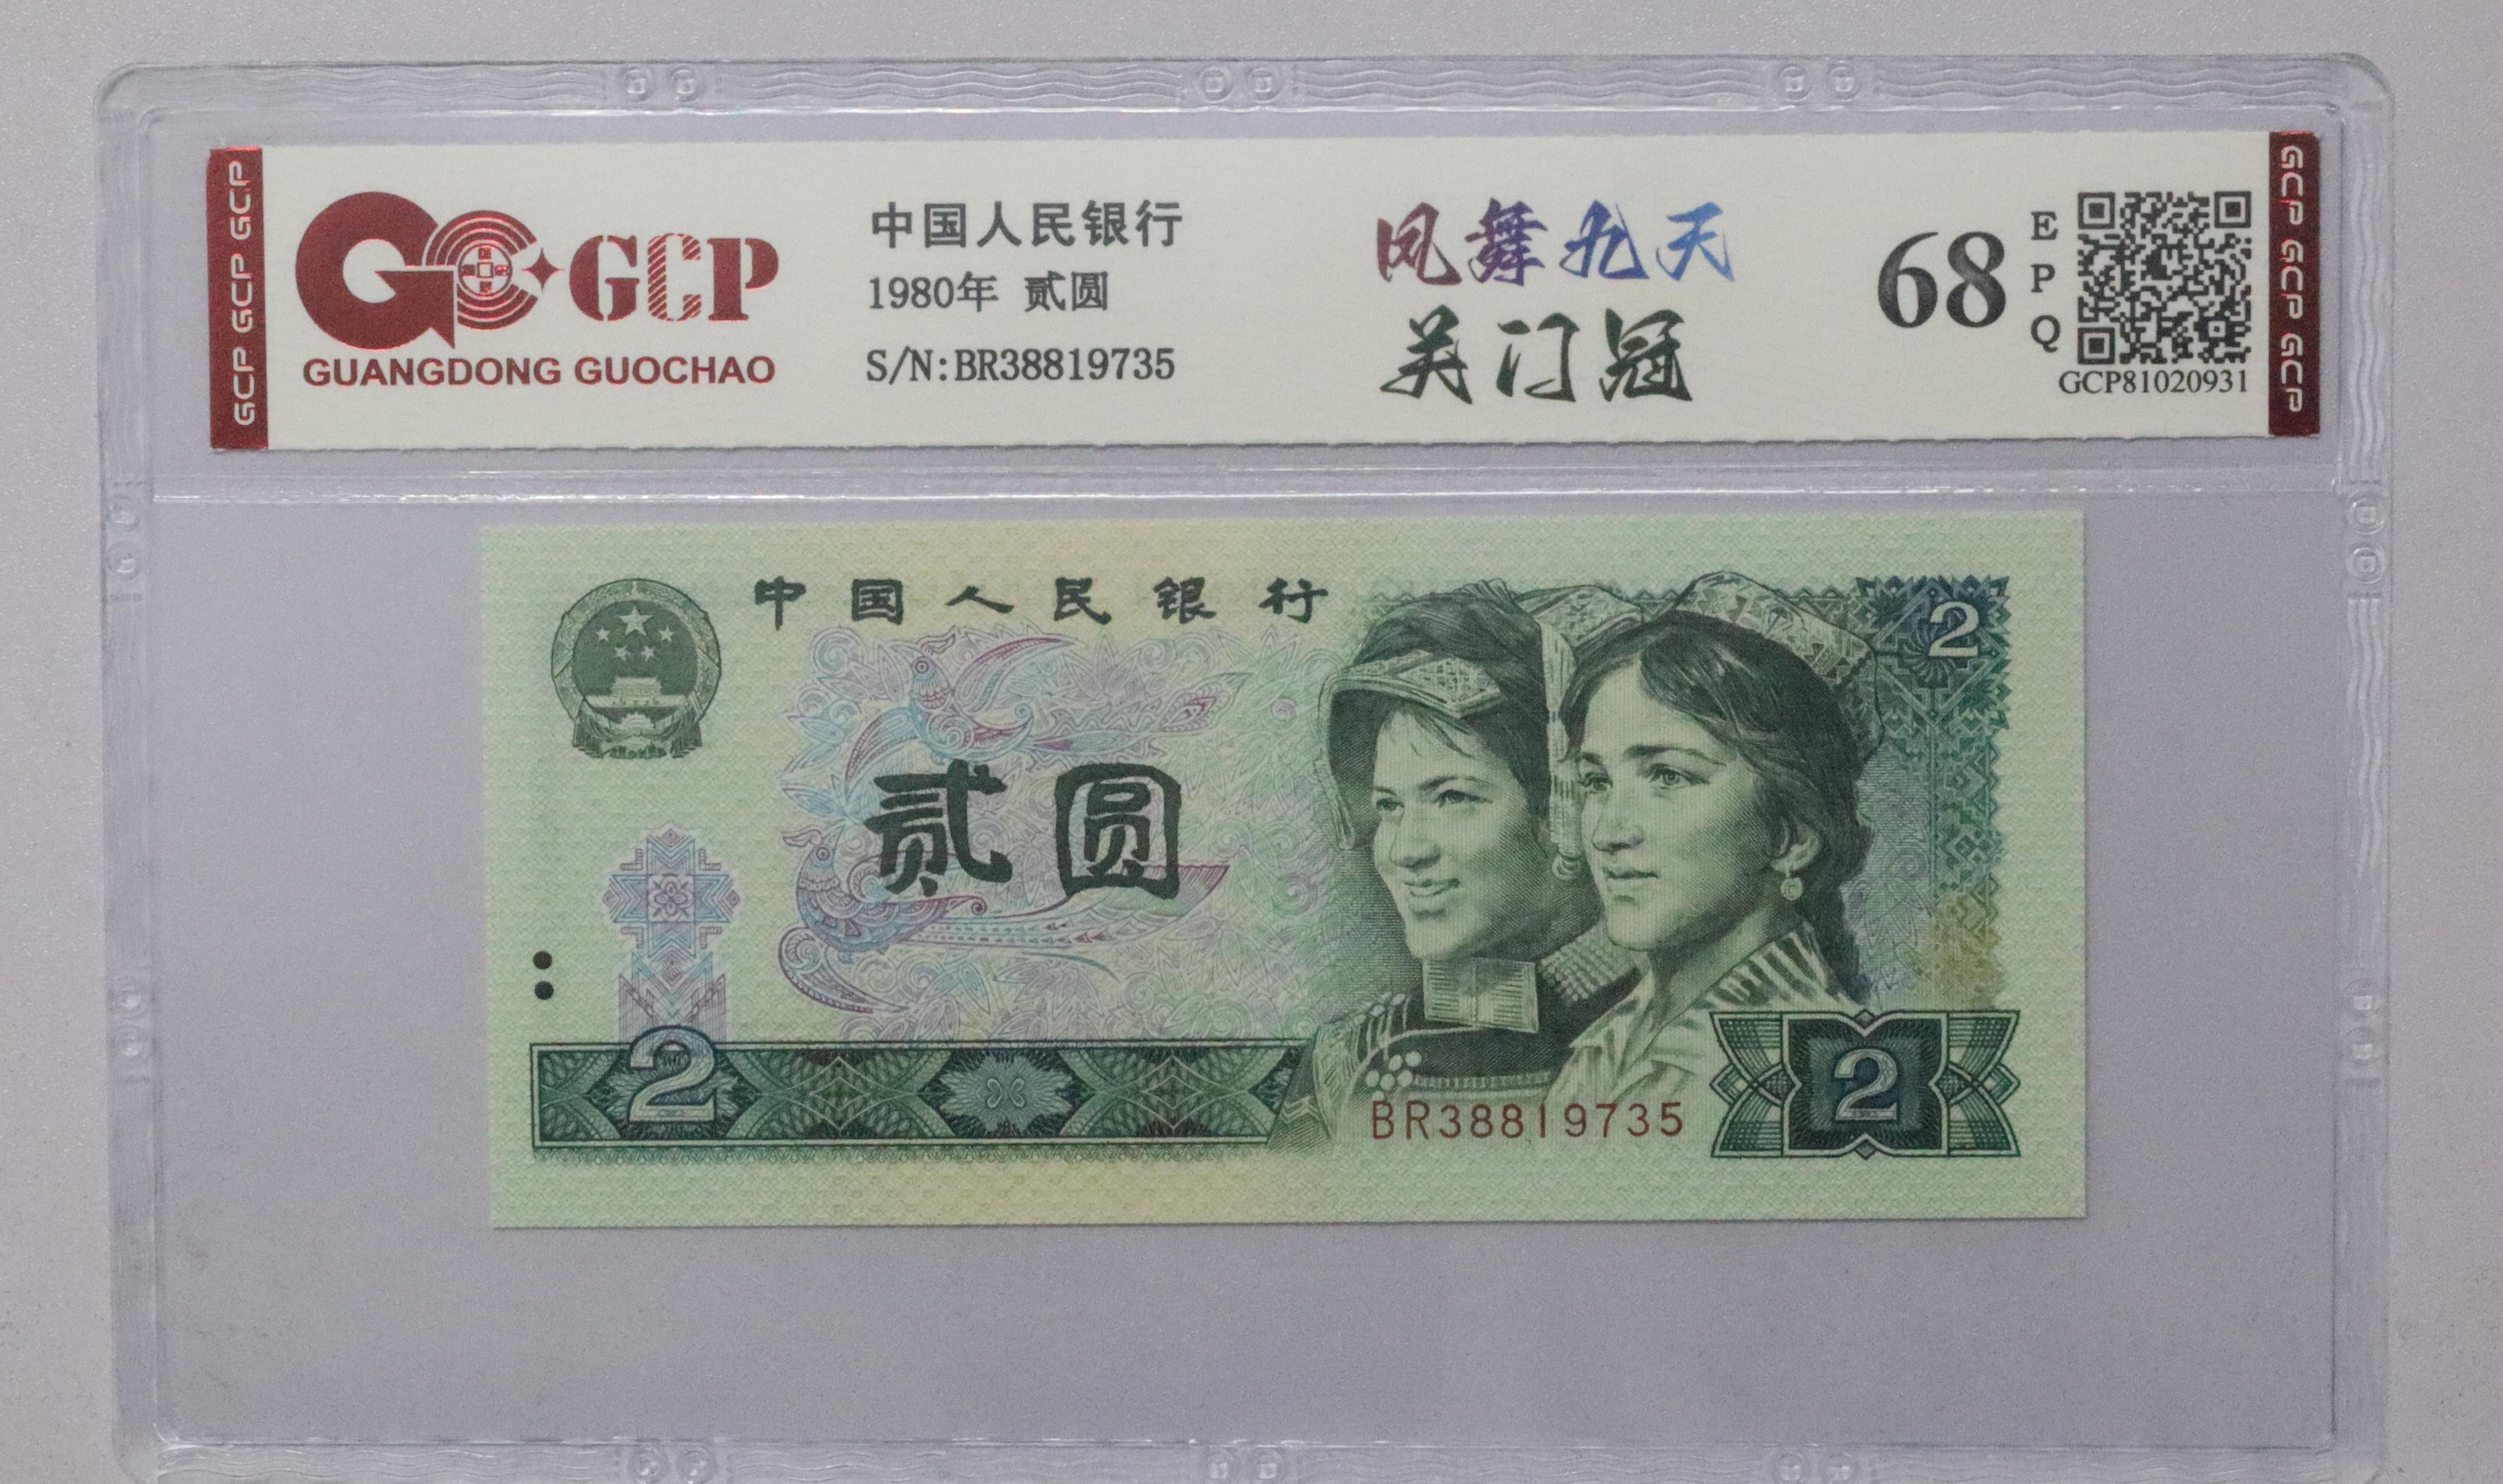 GCP GCP GCP
GCP
GUANGDONG GUOCHAO
中国人民银行
1980年 贰圆
S/N:BR38819735
凤舞九天
关门冠
68
E
P
Q
GCP81020931
GCP GCP GCP
中国人民银行
2
贰圆
2
BR38819735
2